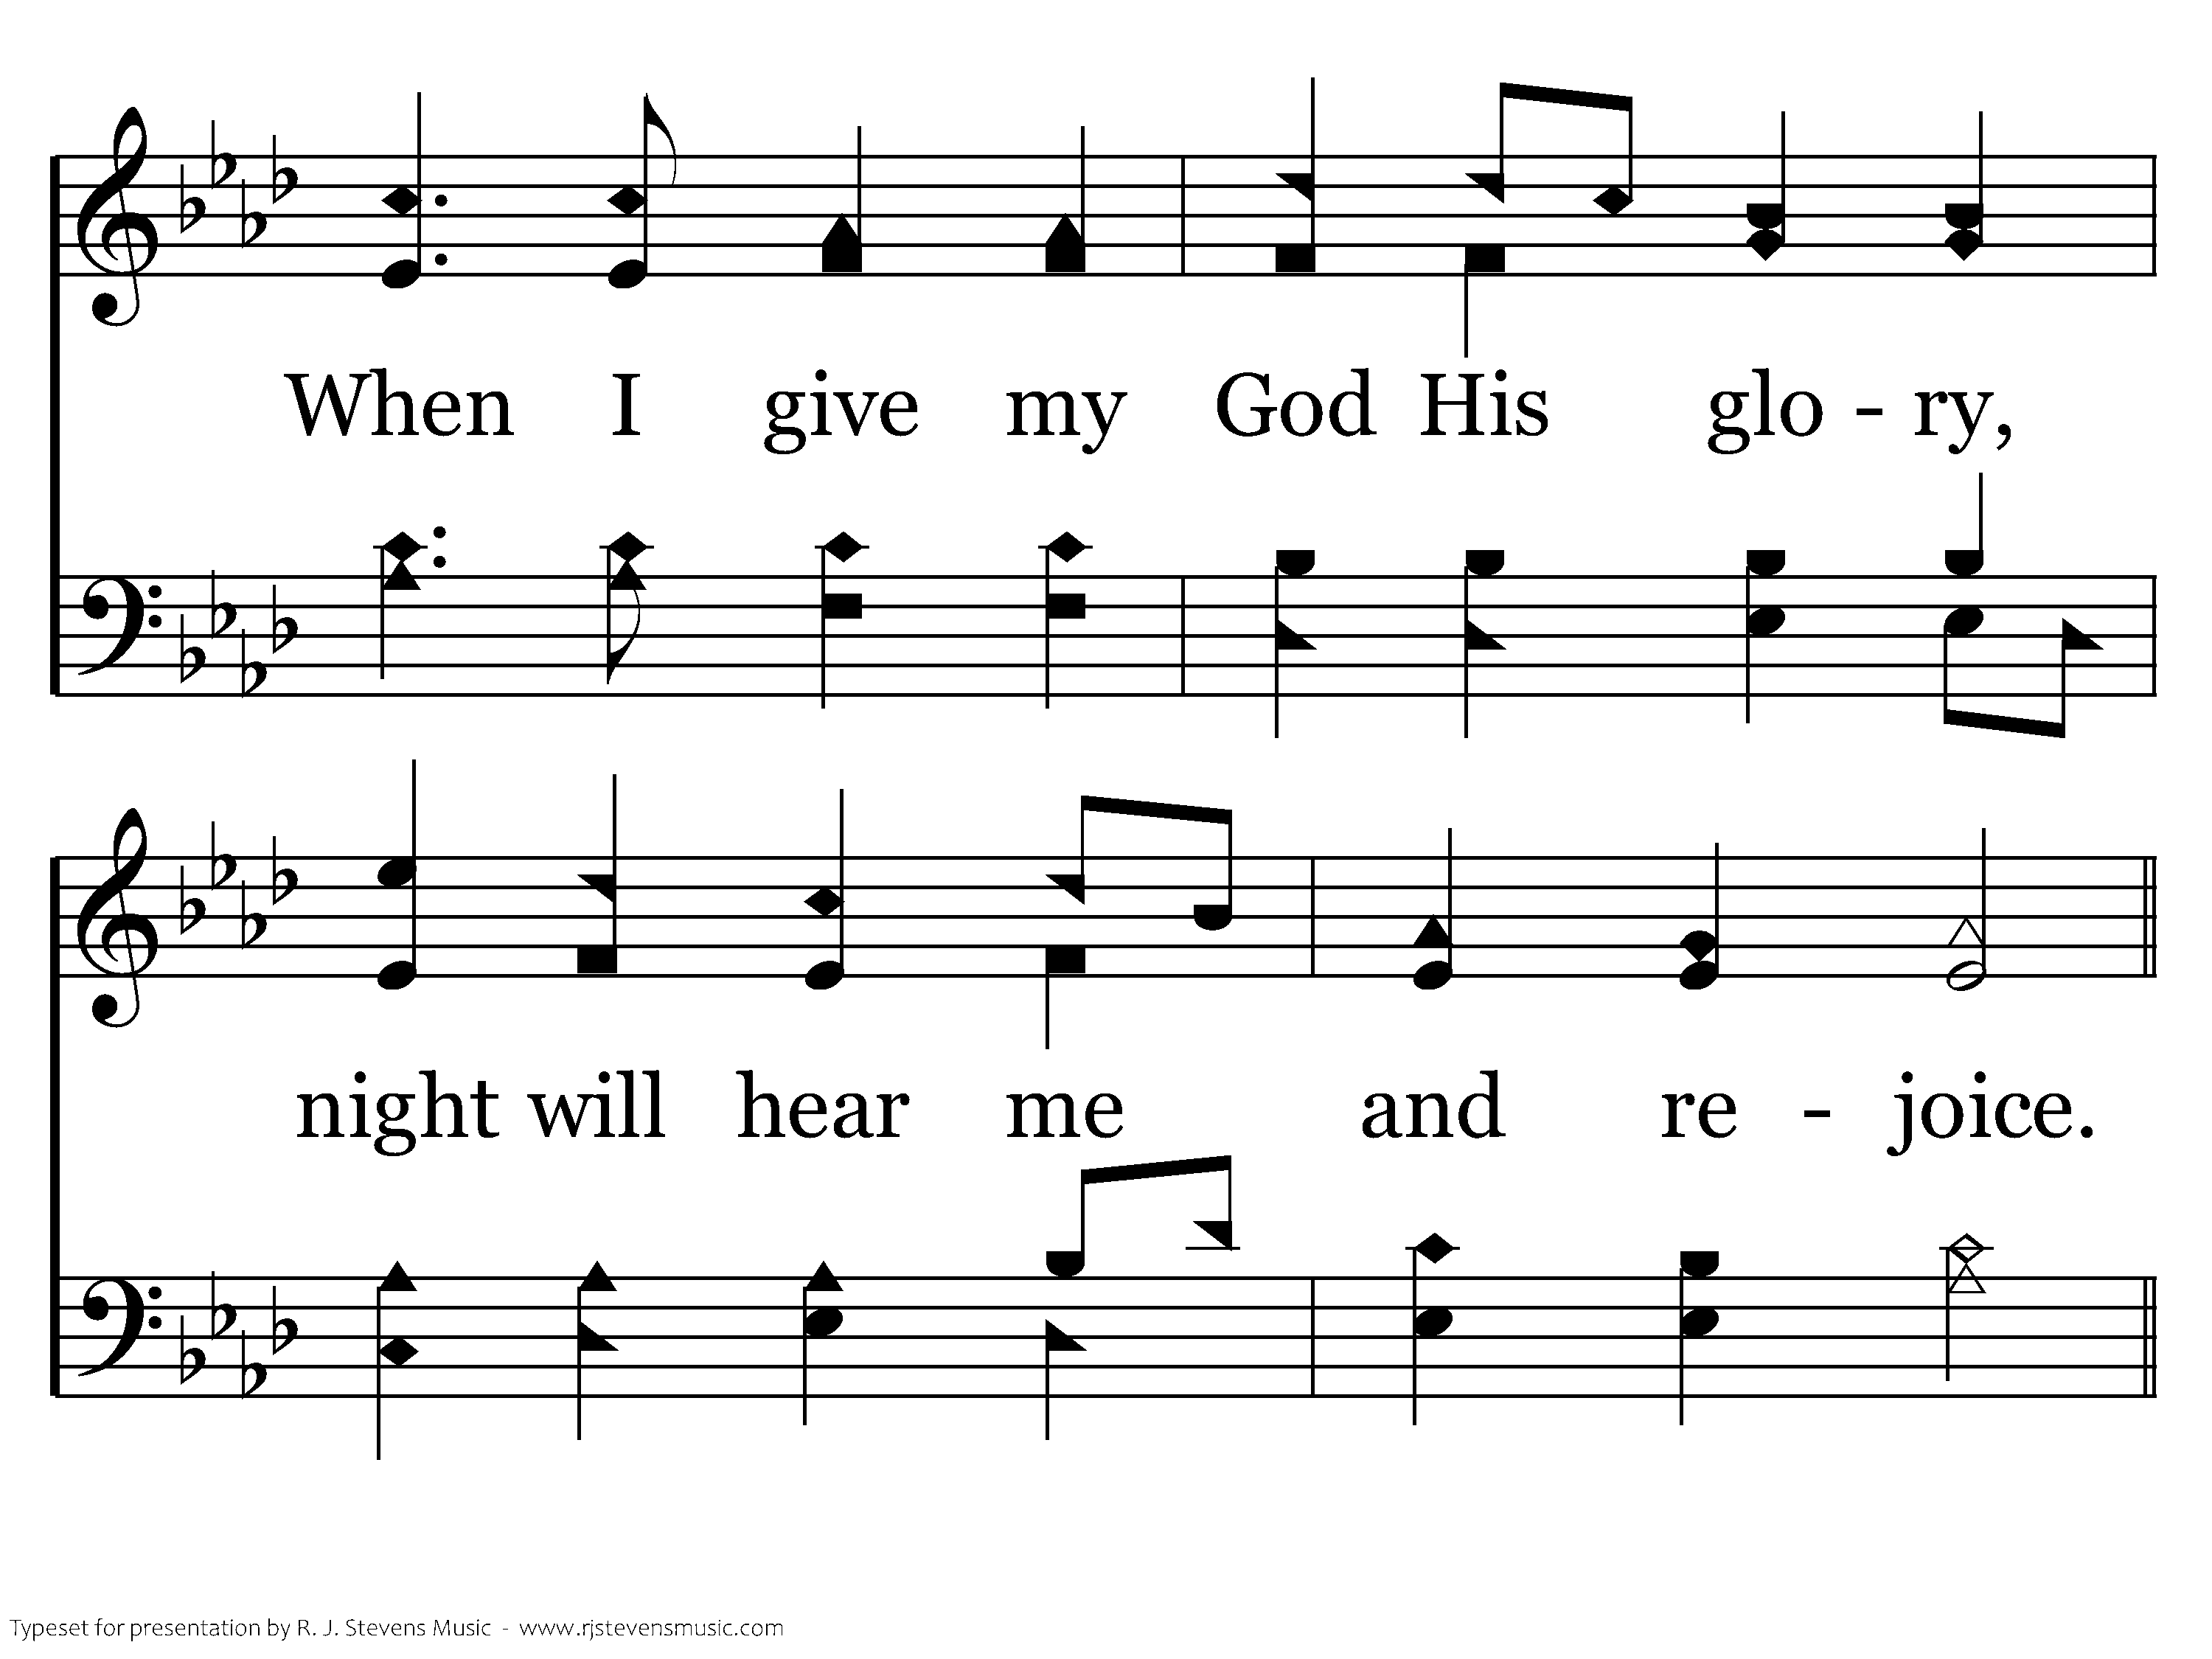 When I give my God His glo - ry,
night will hear me and re - joice.
Typeset for presentation by R. J. Stevens Music - www.rjstevensmusic.com